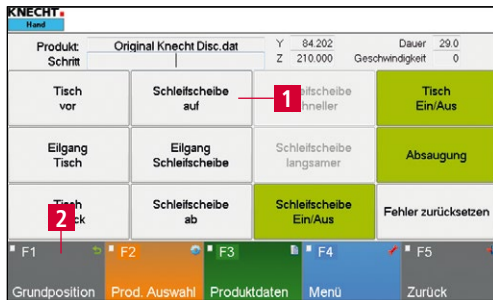 KNECHT
Hand
Produkt: Original Knecht Disc.dat Y 84.202 Dauer 29.0
Schritt Z 210.000 Geschwindigkeit 0
Tisch vor
Schleifscheibe auf
1
Tisch Ein/Aus
Eilgang Tisch
Eilgang Schleifscheibe
Schleifscheibe langsamer
Absaugung
2
Schleifscheibe ab
Schleifscheibe Ein/Aus
Fehler zurücksetzen
F1 F2 F3 F4 F5
Grundposition Prod. Auswahl Produktdaten Menü Zurück